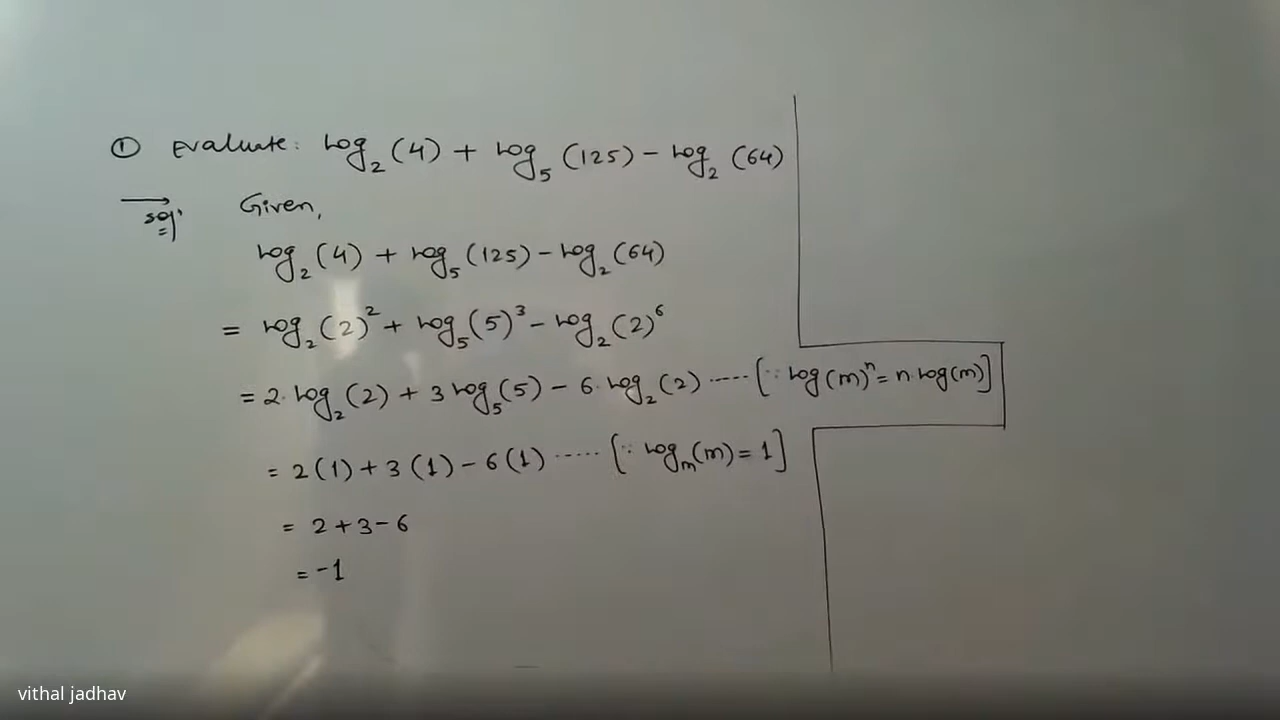 ① Evaluate: log₂(4) + log₅(125) - log₂(64)
Solⁿ Given,
log₂(4) + log₅(125) - log₂(64)
= log₂(2)² + log₅(5)³ - log₂(2)⁶
= 2. log₂(2) + 3 log₅(5) - 6. log₂(2) ..... [∵ log(m)ⁿ = n. log(m)]
= 2(1) + 3(1) - 6(1) ..... [∵ logₘ(m) = 1]
= 2 + 3 - 6
= -1
vithal jadhav